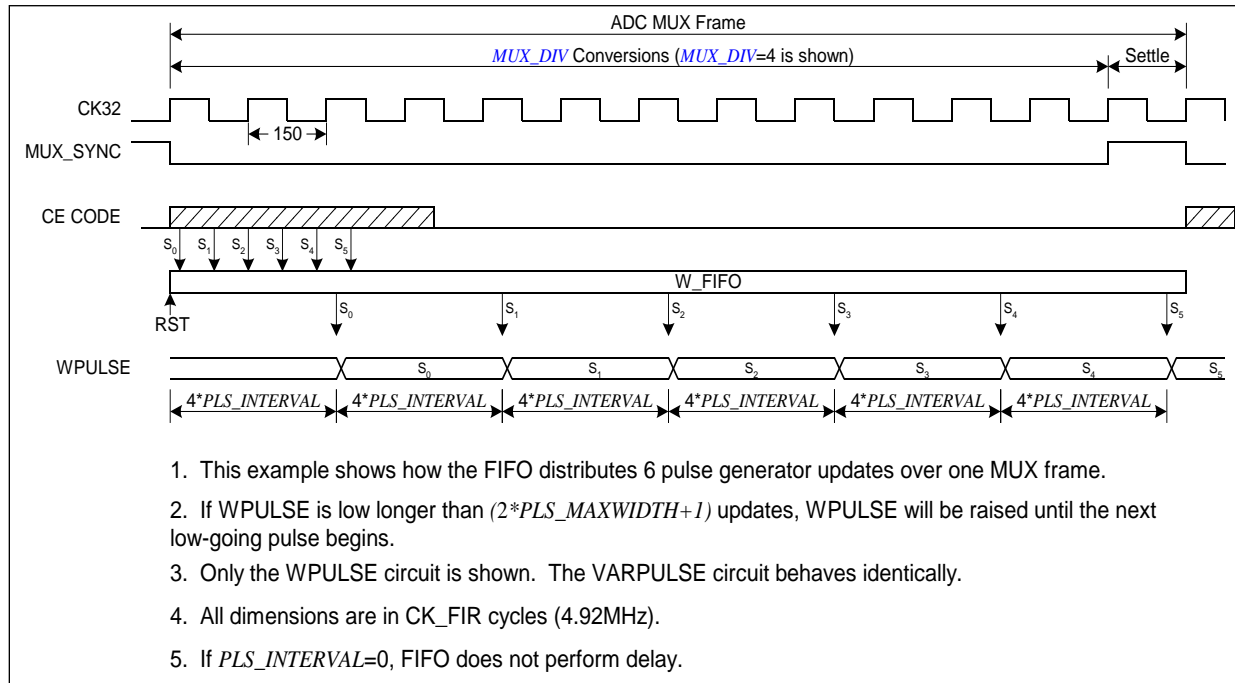 ADC MUX Frame
MUX_DIV Conversions (MUX_DIV=4 is shown)
Settle
CK32
150
MUX_SYNC
CE CODE
S0 S1 S2 S3 S4 S5
W_FIFO
RST
S0 S1 S2 S3 S4 S5
WPULSE
S0 S1 S2 S3 S4 S5
4*PLS_INTERVAL 4*PLS_INTERVAL 4*PLS_INTERVAL 4*PLS_INTERVAL 4*PLS_INTERVAL 4*PLS_INTERVAL
1. This example shows how the FIFO distributes 6 pulse generator updates over one MUX frame.
2. If WPULSE is low longer than (2*PLS_MAXWIDTH+1) updates, WPULSE will be raised until the next
low-going pulse begins.
3. Only the WPULSE circuit is shown. The VARPULSE circuit behaves identically.
4. All dimensions are in CK_FIR cycles (4.92MHz).
5. If PLS_INTERVAL=0, FIFO does not perform delay.